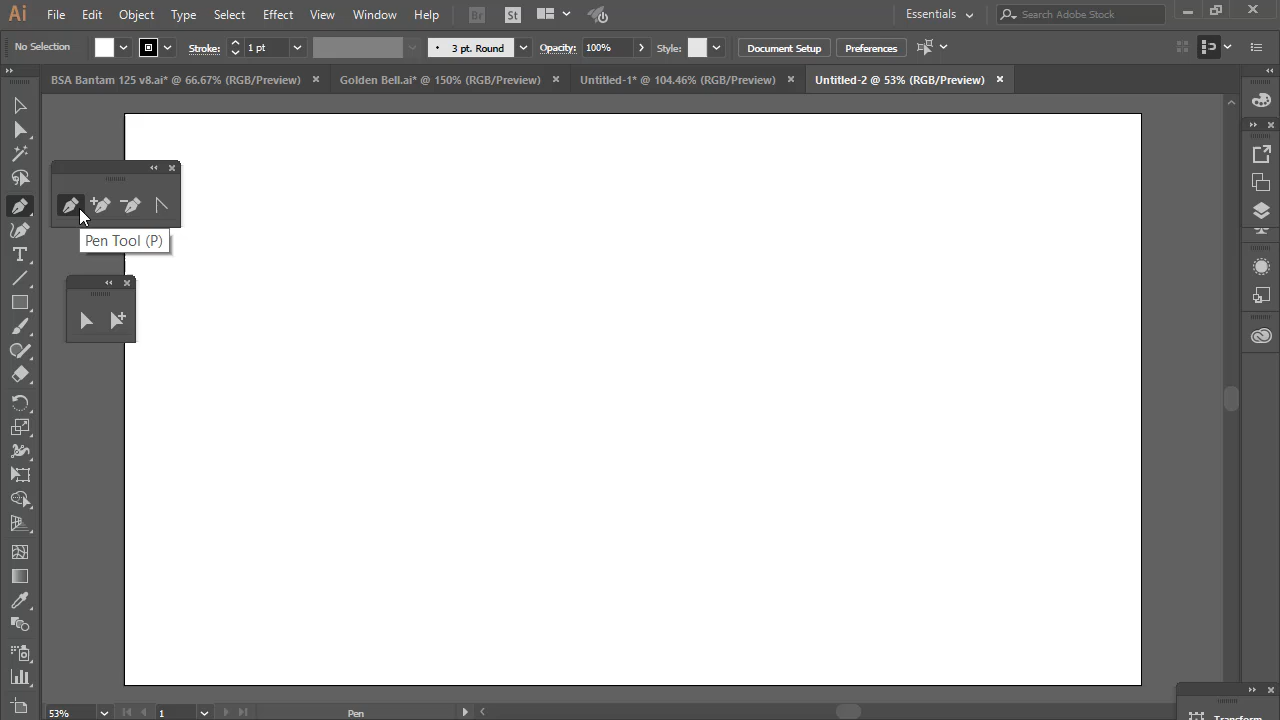 Ai File Edit Object Type Select Effect View Window Help Br St Essentials Search Adobe Stock
No Selection Stroke: 1 pt 3 pt. Round Opacity: 100% Style: Document Setup Preferences
BSA Bantam 125 v8.ai* @ 66.67% (RGB/Preview) Golden Bell.ai* @ 150% (RGB/Preview) Untitled-1* @ 104.46% (RGB/Preview) Untitled-2 @ 53% (RGB/Preview)
Pen Tool (P)
T
53% 1 Pen
Transform